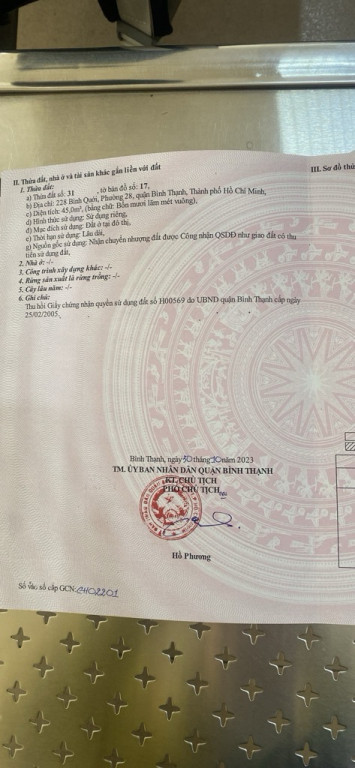 II. Thửa đất, nhà ở và tài sản khác gắn liền với đất
III. Sơ đồ thử
1. Thửa đất:
a) Thửa đất số: 31 , tờ bản đồ số: 17,
b) Địa chỉ: 228 Bình Quới, Phường 28, quận Bình Thạnh, Thành phố Hồ Chí Minh,
c) Diện tích: 45,0m², (bằng chữ: Bốn mươi lăm mét vuông),
d) Hình thức sử dụng: Sử dụng riêng,
đ) Mục đích sử dụng: Đất ở tại đô thị,
e) Thời hạn sử dụng: Lâu dài,
g) Nguồn gốc sử dụng: Nhận chuyển nhượng đất được Công nhận QSDĐ như giao đất có thu
tiền sử dụng đất,
2. Nhà ở: -/-
3. Công trình xây dựng khác: -/-
4. Rừng sản xuất là rừng trồng: -/-
5. Cây lâu năm: -/-
6. Ghi chú:
Thu hồi Giấy chứng nhận quyền sử dụng đất số H00569 do UBND quận Bình Thạnh cấp ngày
25/02/2005.
Bình Thạnh, ngày 30 tháng 10 năm 2023
TM. ỦY BAN NHÂN DÂN QUẬN BÌNH THẠNH
KT. CHỦ TỊCH
PHÓ CHỦ TỊCH
Hồ Phương
Số vào sổ cấp GCN: CH02201